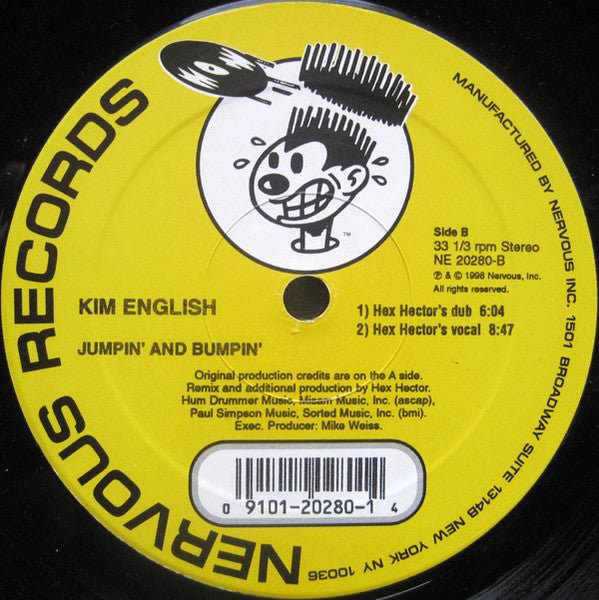 NERVOUS RECORDS
MANUFACTURED BY NERVOUS INC. 1501 BROADWAY SUITE 1314B NEW YORK NY 10036
TM
Side B
33 1/3 rpm Stereo
NE 20280-B
℗ & © 1998 Nervous, Inc.
All rights reserved.
KIM ENGLISH
JUMPIN' AND BUMPIN'
1) Hex Hector's dub 6:04
2) Hex Hector's vocal 8:47
Original production credits are on the A side.
Remix and additional production by Hex Hector.
Hum Drummer Music, Misam Music, Inc. (ascap),
Paul Simpson Music, Sorted Music, Inc. (bmi).
Exec. Producer: Mike Weiss.
0 9101-20280-1 4